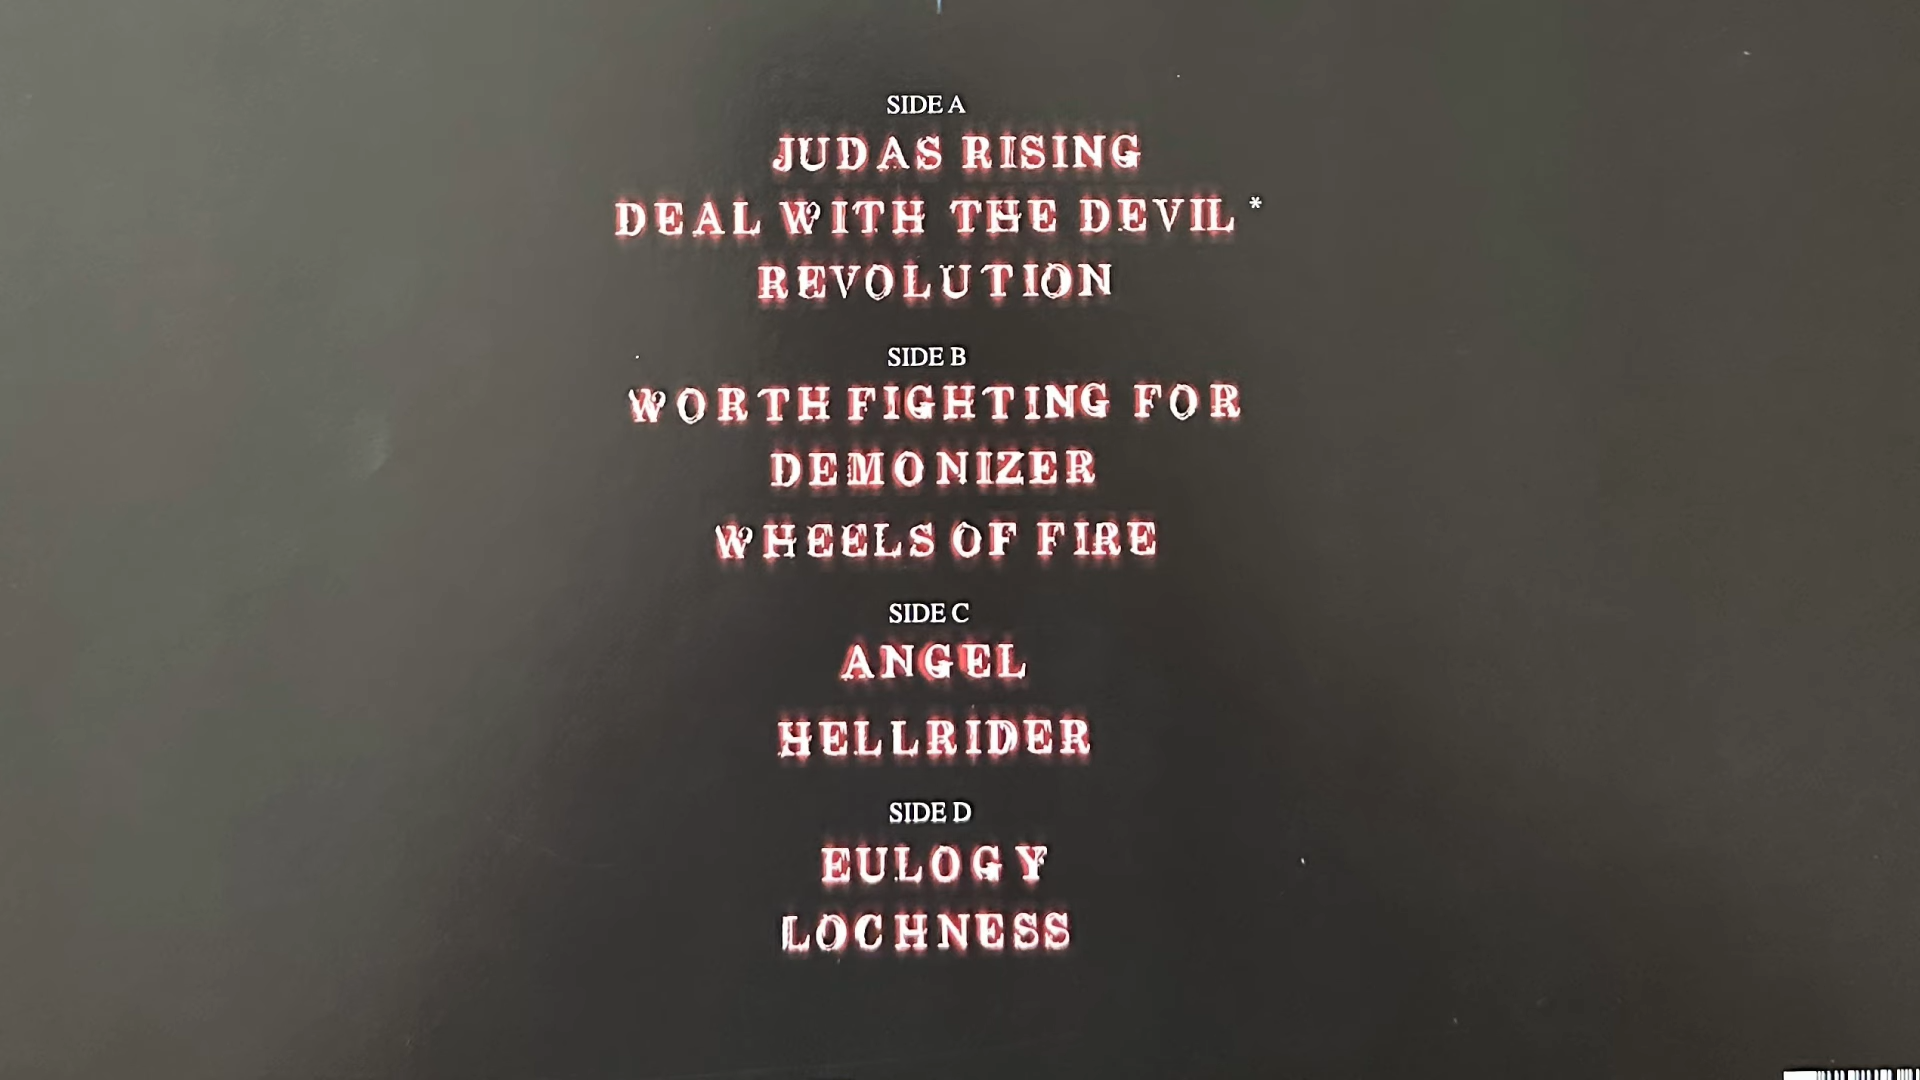 SIDE A
JUDAS RISING
DEAL WITH THE DEVIL *
REVOLUTION
SIDE B
WORTH FIGHTING FOR
DEMONIZER
WHEELS OF FIRE
SIDE C
ANGEL
HELLRIDER
SIDE D
EULOGY
LOCHNESS